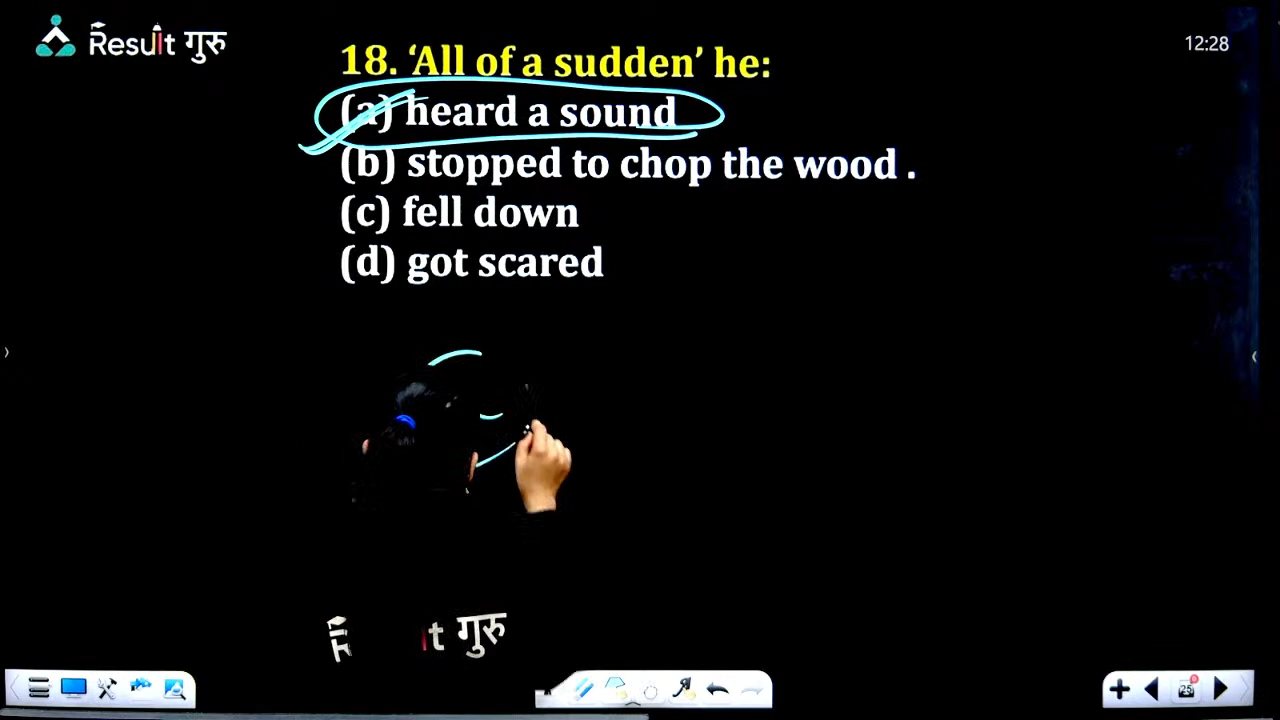 Result गुरु
12:28
18. ‘All of a sudden’ he:
(a) heard a sound
(b) stopped to chop the wood .
(c) fell down
(d) got scared
गुरु
25